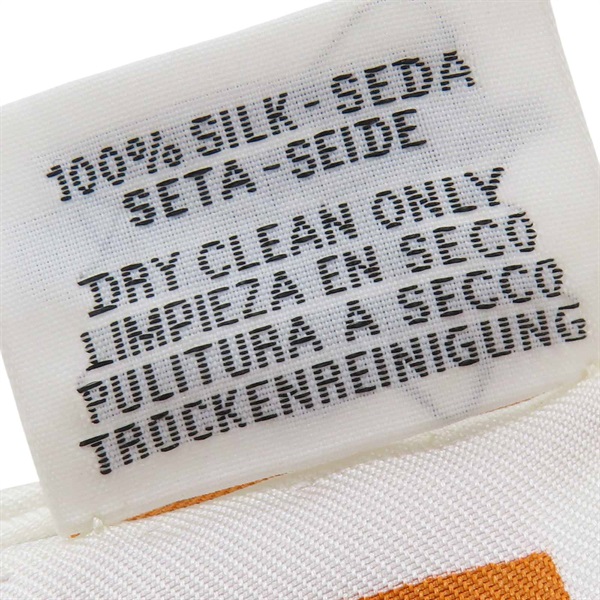 100% SILK - SEDA
SETA - SEIDE
DRY CLEAN ONLY
LIMPIEZA EN SECO
PULITURA A SECCO
TROCKENREINIGUNG